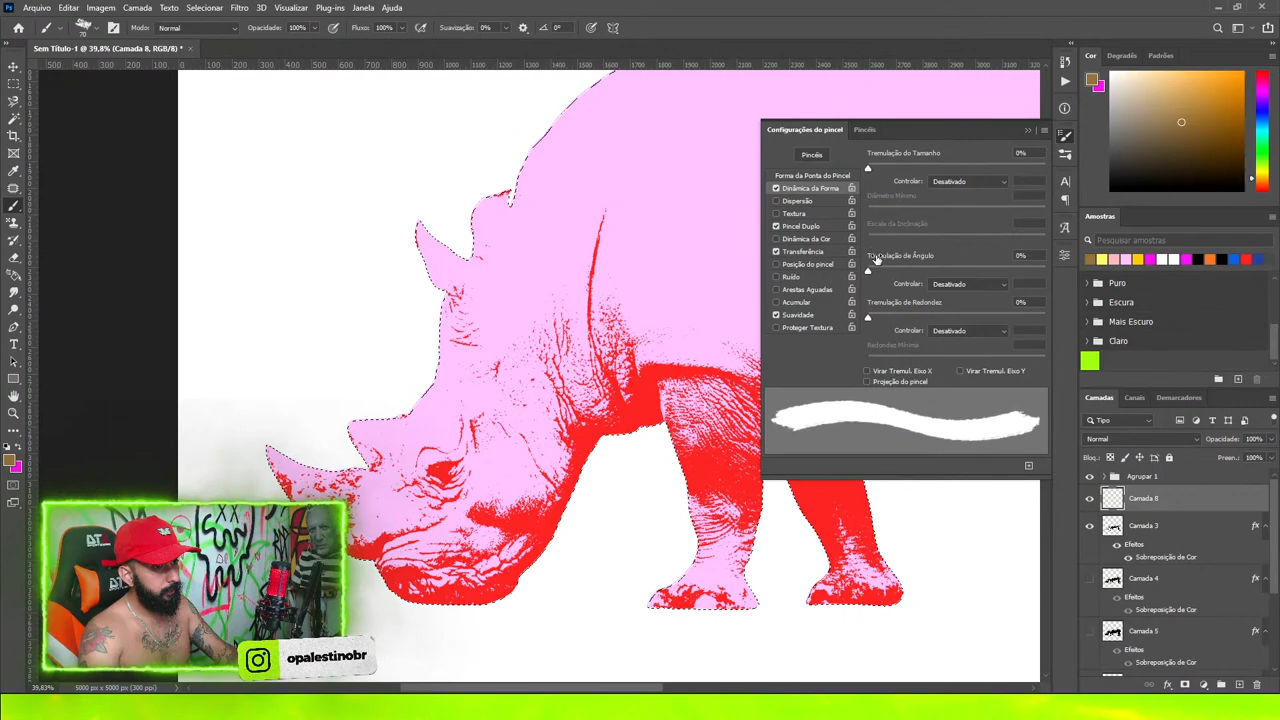 Arquivo Editar Imagem Camada Texto Selecionar Filtro 3D Visualizar Plug-ins Janela Ajuda
70 Modo: Normal Opacidade: 100% Fluxo: 100% Suavização: 0% 0°
Sem Título-1 @ 39,8% (Camada 8, RGB/8) *
Cor Degradês Padrões
Configurações do pincel Pincéis
Pincéis Tremulação do Tamanho 0%
Forma da Ponta do Pincel Controlar: Desativado
Dinâmica da Forma Diâmetro Mínimo
Dispersão
Textura Escala da Inclinação
Pincel Duplo
Dinâmica da Cor
Transferência Tremulação de Ângulo 0%
Posição do pincel
Ruído Controlar: Desativado
Arestas Aguadas
Acumular Tremulação de Redondez 0%
Suavidade
Proteger Textura Controlar: Desativado
Redondez Mínima
Virar Tremul. Eixo X Virar Tremul. Eixo Y
Projeção do pincel
Amostras
Pesquisar amostras
Puro
Escura
Mais Escuro
Claro
Camadas Canais Demarcadores
Tipo
Normal Opacidade: 100%
Bloq.: Preen.: 100%
Agrupar 1
Camada 8
Camada 3 fx
Efeitos
Sobreposição de Cor
Camada 4 fx
Efeitos
Sobreposição de Cor
Camada 5 fx
Efeitos
Sobreposição de Cor
opalestinobr
39,83% 5000 px x 5000 px (300 ppi)